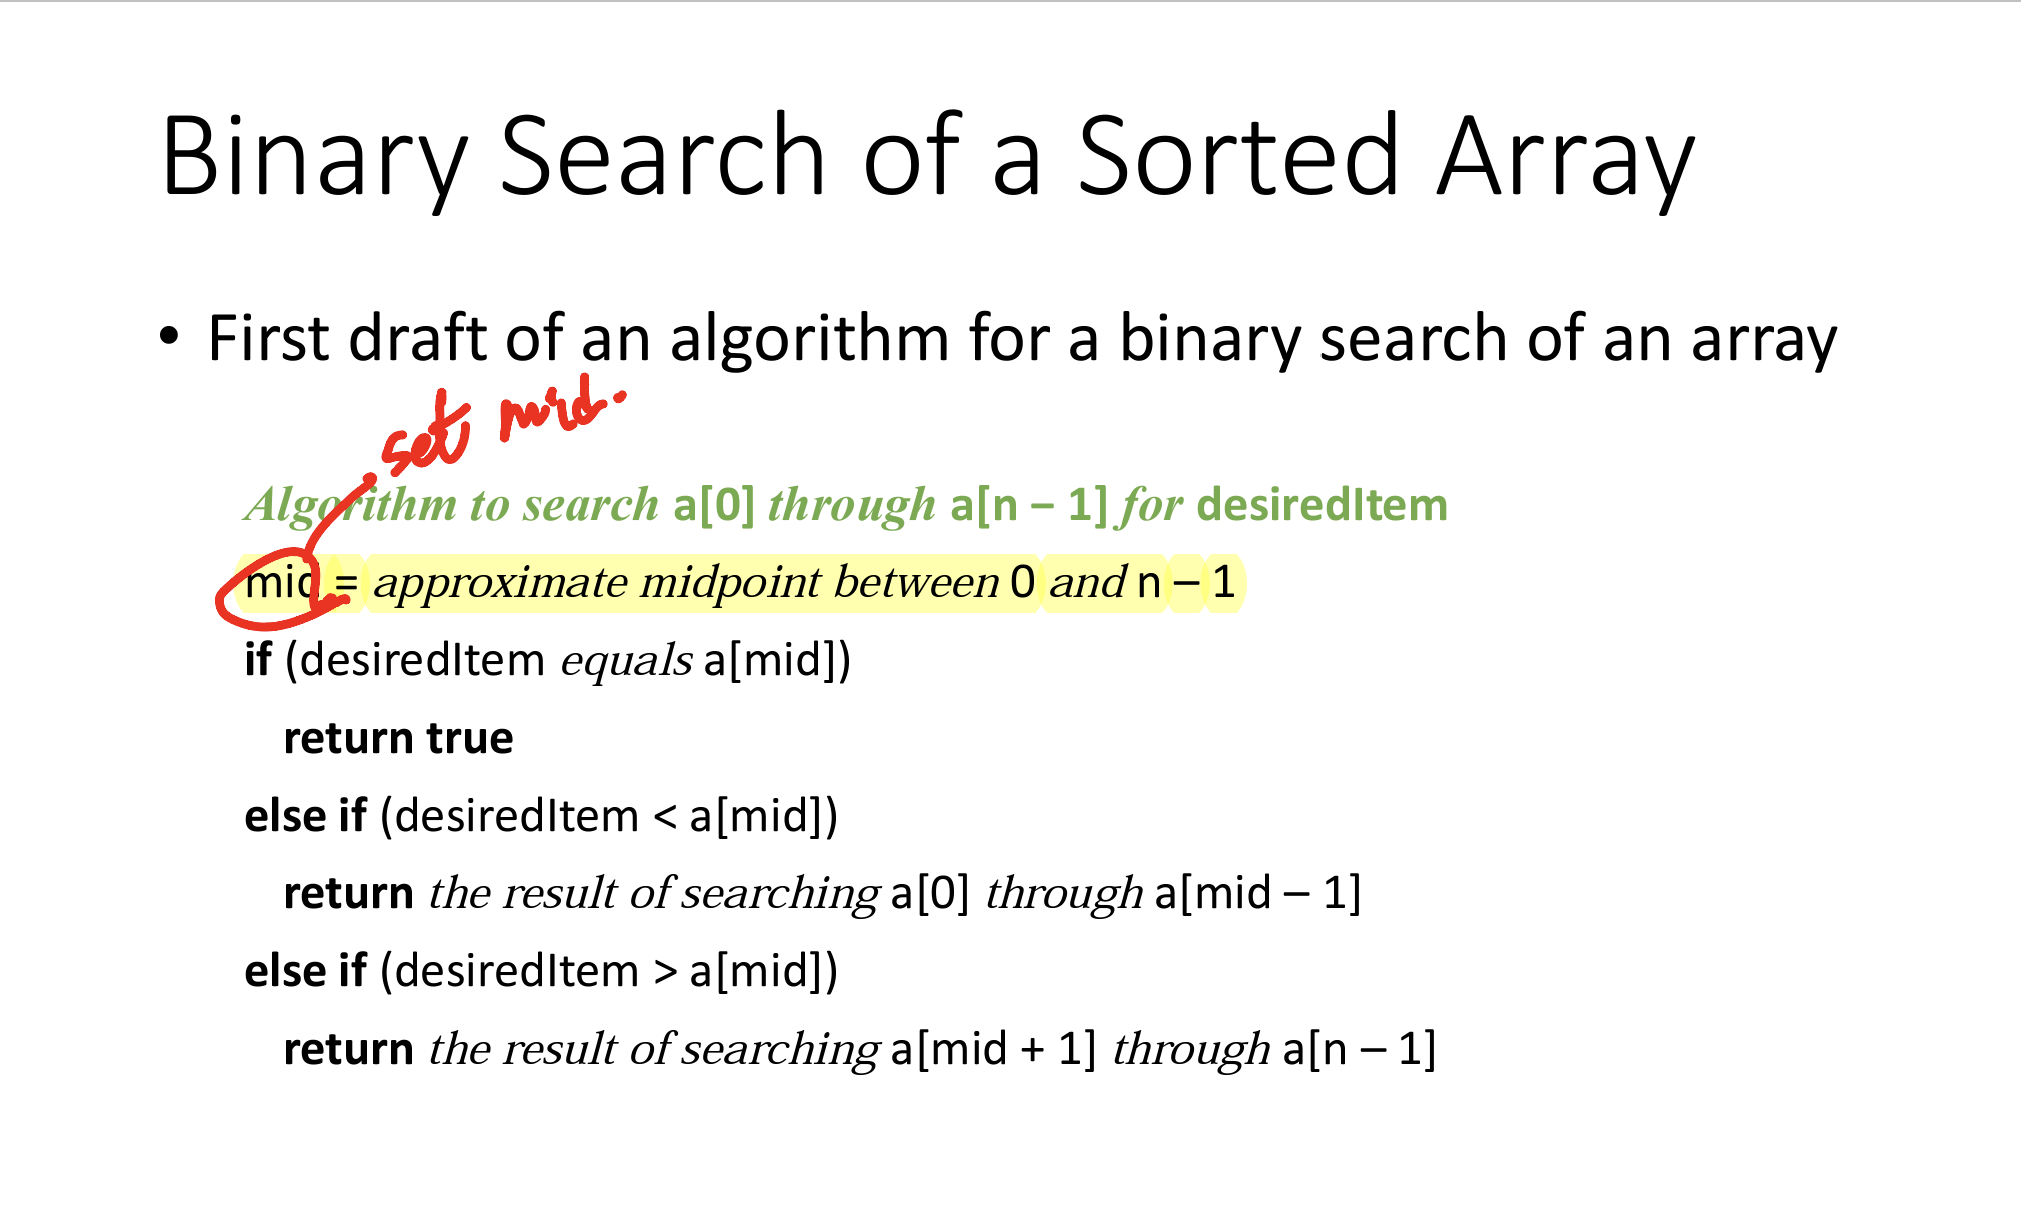 Binary Search of a Sorted Array
• First draft of an algorithm for a binary search of an array
set mid.
Algorithm to search a[0] through a[n – 1] for desiredItem
mid = approximate midpoint between 0 and n – 1
if (desiredItem equals a[mid])
return true
else if (desiredItem < a[mid])
return the result of searching a[0] through a[mid – 1]
else if (desiredItem > a[mid])
return the result of searching a[mid + 1] through a[n – 1]